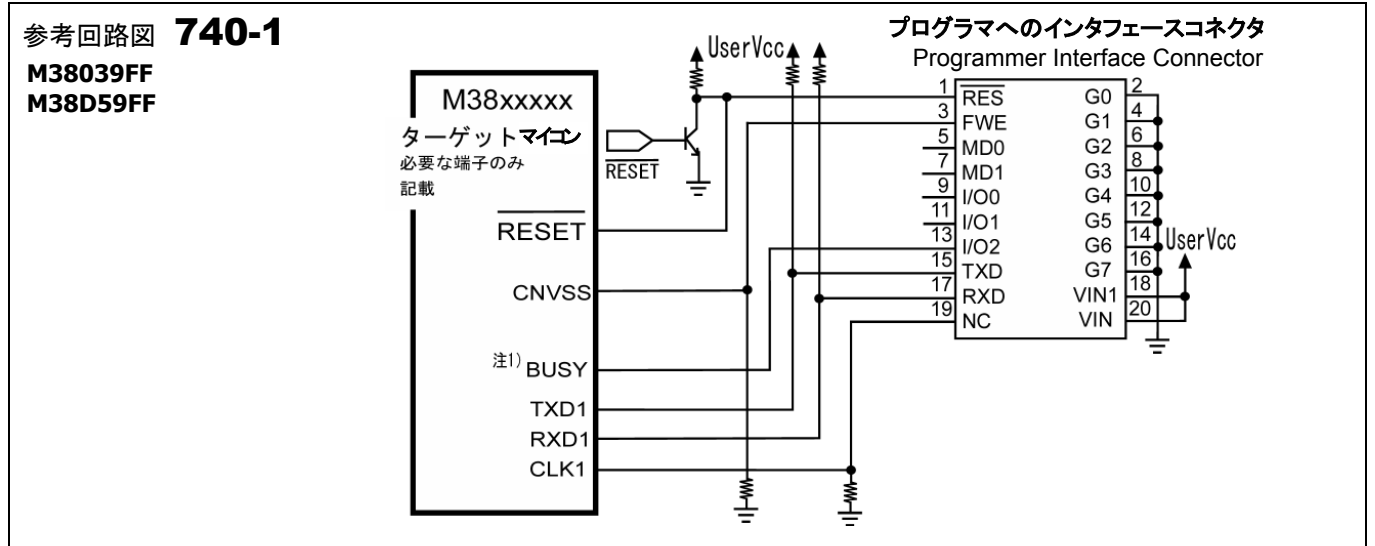 参考回路図 740-1
M38039FF
M38D59FF
プログラマへのインタフェースコネクタ
Programmer Interface Connector
UserVcc
M38xxxxx
ターゲットマイコン
必要な端子のみ
記載
RESET
RESET
CNVSS
注1) BUSY
TXD1
RXD1
CLK1
1 RES G0 2
3 FWE G1 4
5 MD0 G2 6
7 MD1 G3 8
9 I/O0 G4 10
11 I/O1 G5 12
13 I/O2 G6 14
15 TXD G7 16
17 RXD VIN1 18
19 NC VIN 20
UserVcc